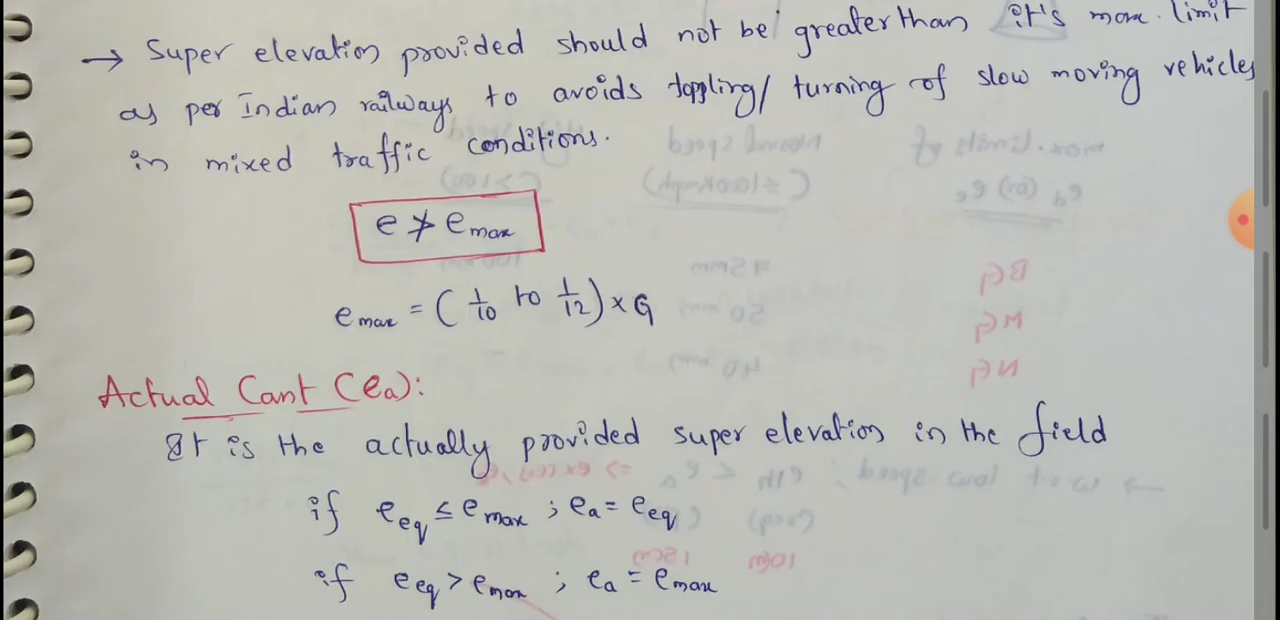 → Super elevation provided should not be greater than it's max. limit
as per Indian railways to avoids toppling/ turning of slow moving vehicles
in mixed traffic conditions.
e ≯ emax
emax = ( 1/10 to 1/12 ) × G
Actual Cant (ea):
It is the actually provided super elevation in the field
if eeq ≤ emax ; ea = eeq
if eeq > emax ; ea = emax